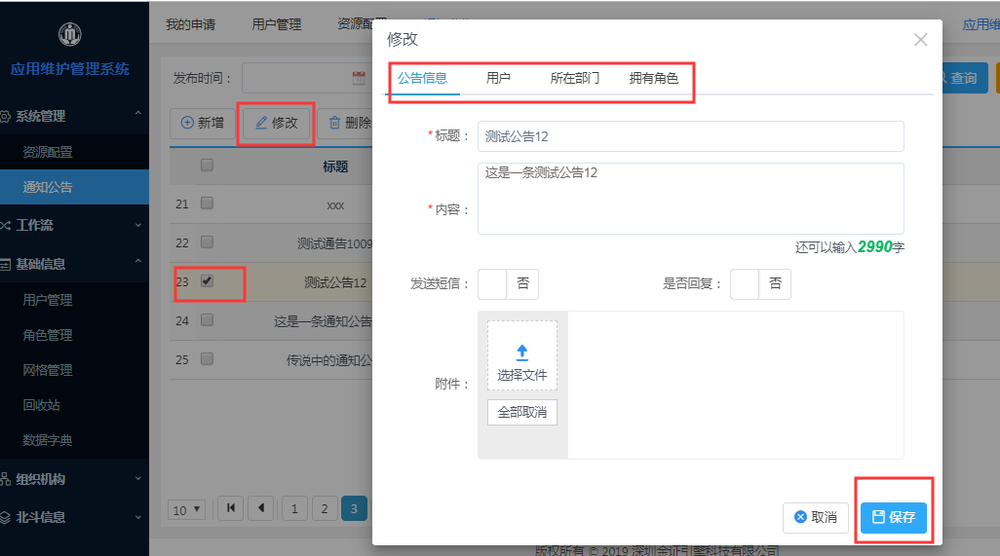 应用维护管理系统
系统管理
资源配置
通知公告
工作流
基础信息
用户管理
角色管理
网格管理
回收站
数据字典
组织机构
北斗信息
我的申请 用户管理 资源配
应用维
发布时间：
查询
新增 修改 删除
标题
21 xxx
22 测试通告1009
23 测试公告12
24 这是一条通知公告
25 传说中的通知公
10 1 2 3
修改
公告信息 用户 所在部门 拥有角色
*标题： 测试公告12
*内容： 这是一条测试公告12
还可以输入2990字
发送短信： 否 是否回复： 否
附件：
选择文件
全部取消
取消 保存
版权所有 © 2019 深圳金证引擎科技有限公司